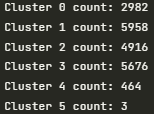 Cluster 0 count: 2982
Cluster 1 count: 5958
Cluster 2 count: 4916
Cluster 3 count: 5676
Cluster 4 count: 464
Cluster 5 count: 3